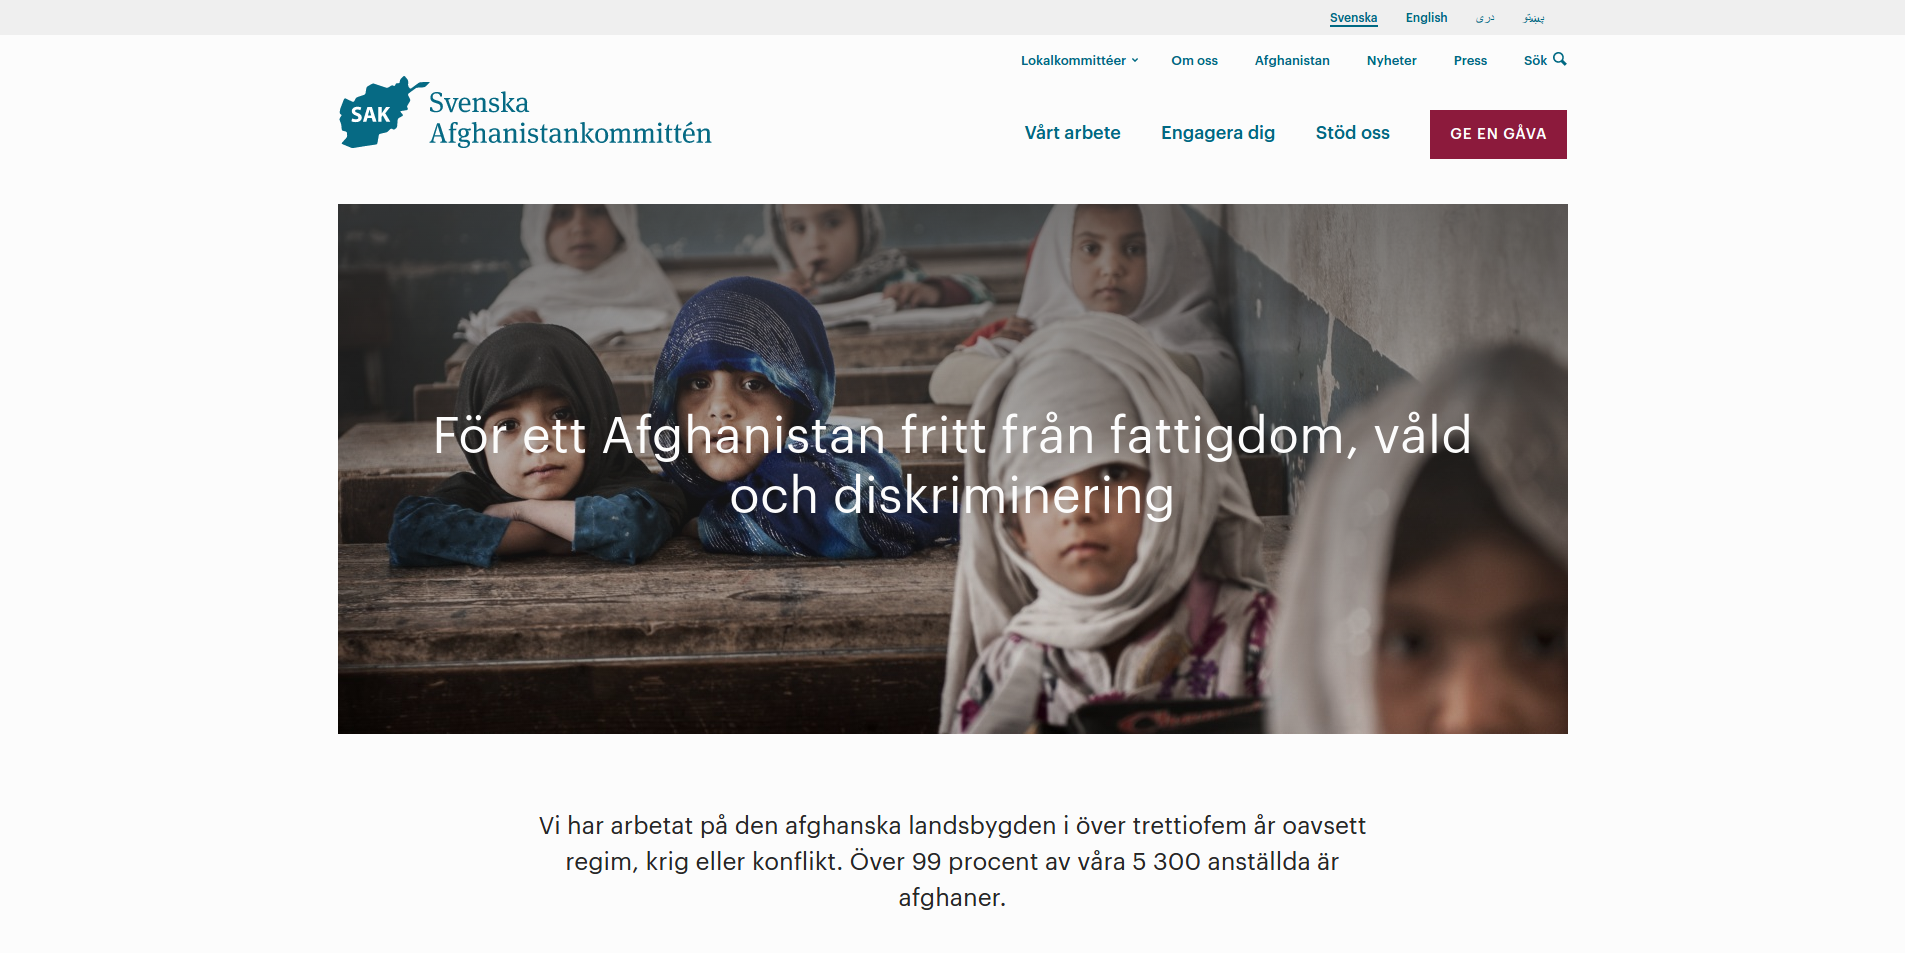 Svenska English دری پښتو
Lokalkommittéer Om oss Afghanistan Nyheter Press Sök
SAK
Svenska
Afghanistankommittén
Vårt arbete Engagera dig Stöd oss GE EN GÅVA
För ett Afghanistan fritt från fattigdom, våld
och diskriminering
Vi har arbetat på den afghanska landsbygden i över trettiofem år oavsett
regim, krig eller konflikt. Över 99 procent av våra 5 300 anställda är
afghaner.